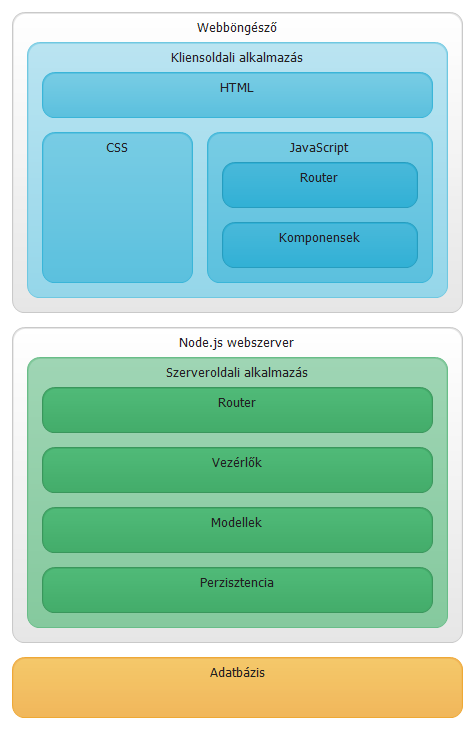 Webböngésző
Kliensoldali alkalmazás
HTML
CSS
JavaScript
Router
Komponensek
Node.js webszerver
Szerveroldali alkalmazás
Router
Vezérlők
Modellek
Perzisztencia
Adatbázis